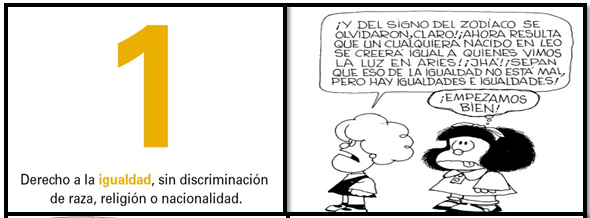 1
Derecho a la igualdad, sin discriminación
de raza, religión o nacionalidad.
¡Y DEL SIGNO DEL ZODÍACO SE
OLVIDARON, CLARO! ¡AHORA RESULTA
QUE UN CUALQUIERA NACIDO EN LEO
SE CREERÁ IGUAL A QUIENES VIMOS
LA LUZ EN ARIES! ¡JHÁ! ¡SEPAN
QUE ESO DE LA IGUALDAD NO ESTÁ MAL,
PERO HAY IGUALDADES E IGUALDADES!
¡EMPEZAMOS
BIEN!